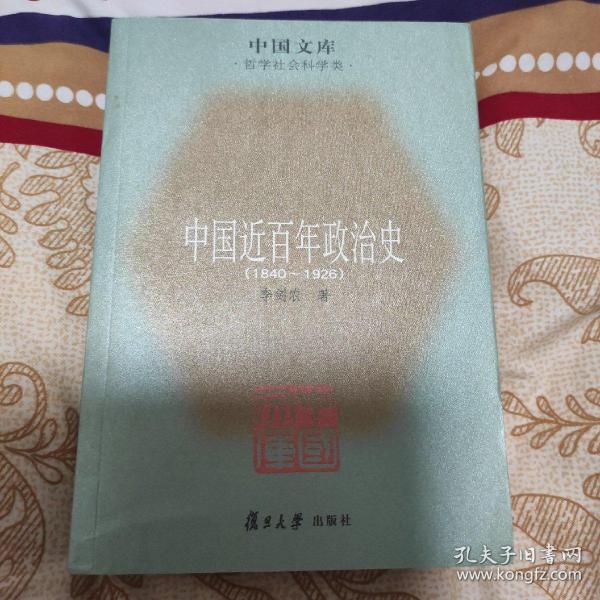 中国文库
·哲学社会科学类·
中国近百年政治史
(1840~1926)
李剑农 著
中国文库
復旦大學 出版社
孔夫子旧书网
www.kongfz.com